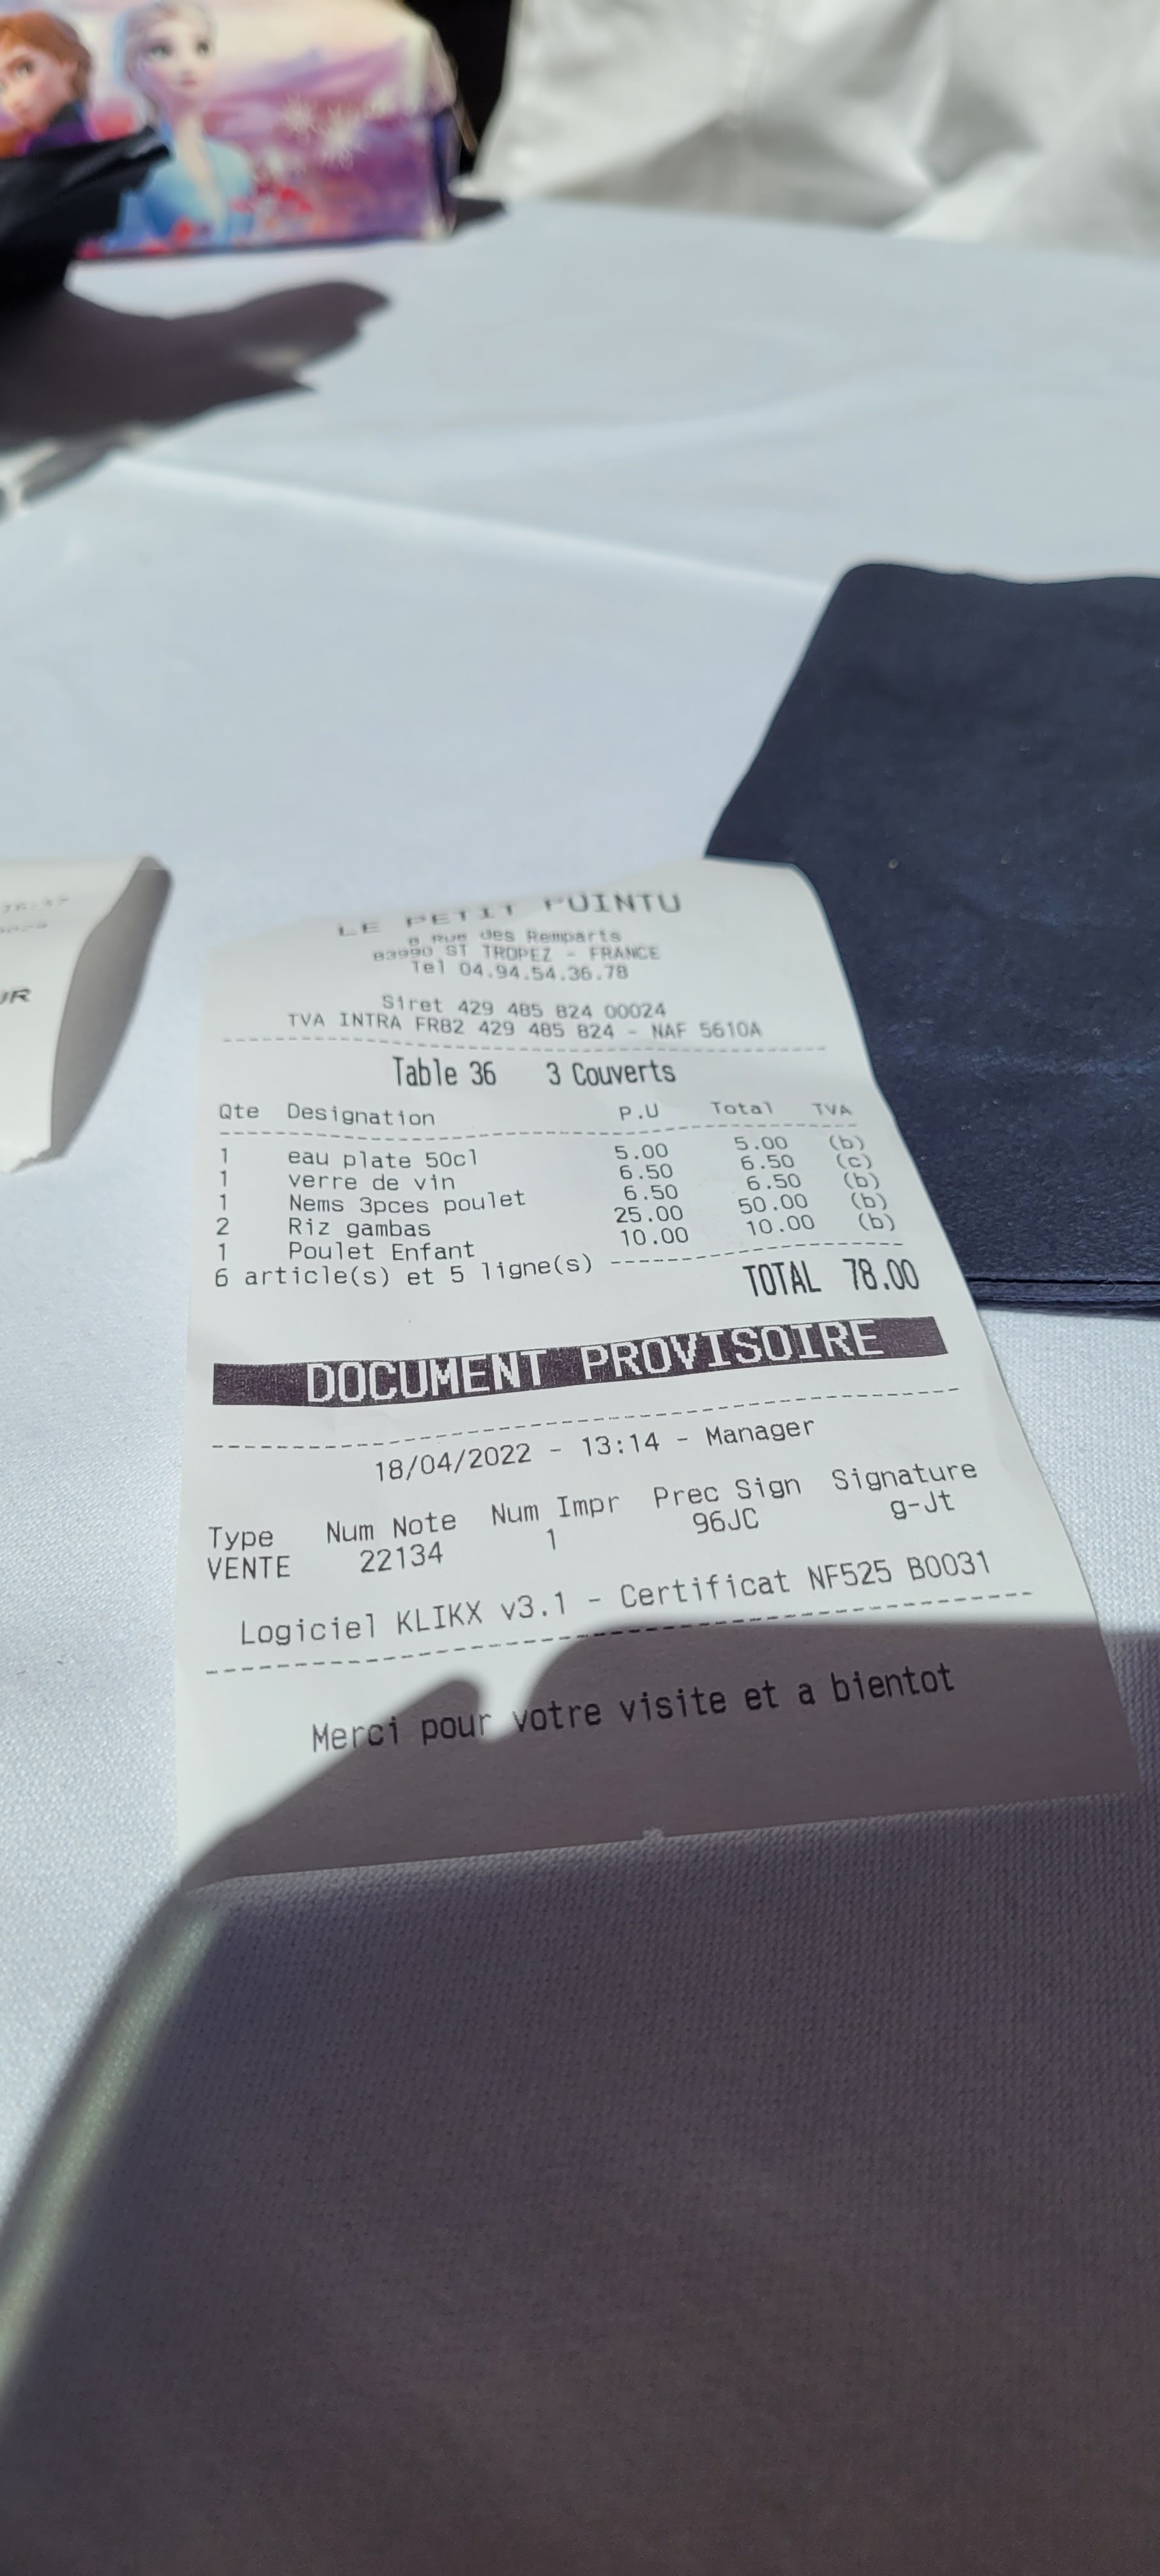 LE PETIT POINTU
8 Rue des Remparts
83990 ST TROPEZ - FRANCE
Tel 04.94.54.36.78
Siret 429 485 824 00024
TVA INTRA FR82 429 485 824 - NAF 5610A
Table 36 3 Couverts
Qte Designation P.U Total TVA
1 eau plate 50cl 5.00 5.00 (b)
1 verre de vin 6.50 6.50 (c)
1 Nems 3pces poulet 6.50 6.50 (b)
2 Riz gambas 25.00 50.00 (b)
1 Poulet Enfant 10.00 10.00 (b)
6 article(s) et 5 ligne(s)
TOTAL 78.00
DOCUMENT PROVISOIRE
18/04/2022 - 13:14 - Manager
Type Num Note Num Impr Prec Sign Signature
VENTE 22134 1 96JC g-Jt
Logiciel KLIKX v3.1 - Certificat NF525 B0031
Merci pour votre visite et a bientot